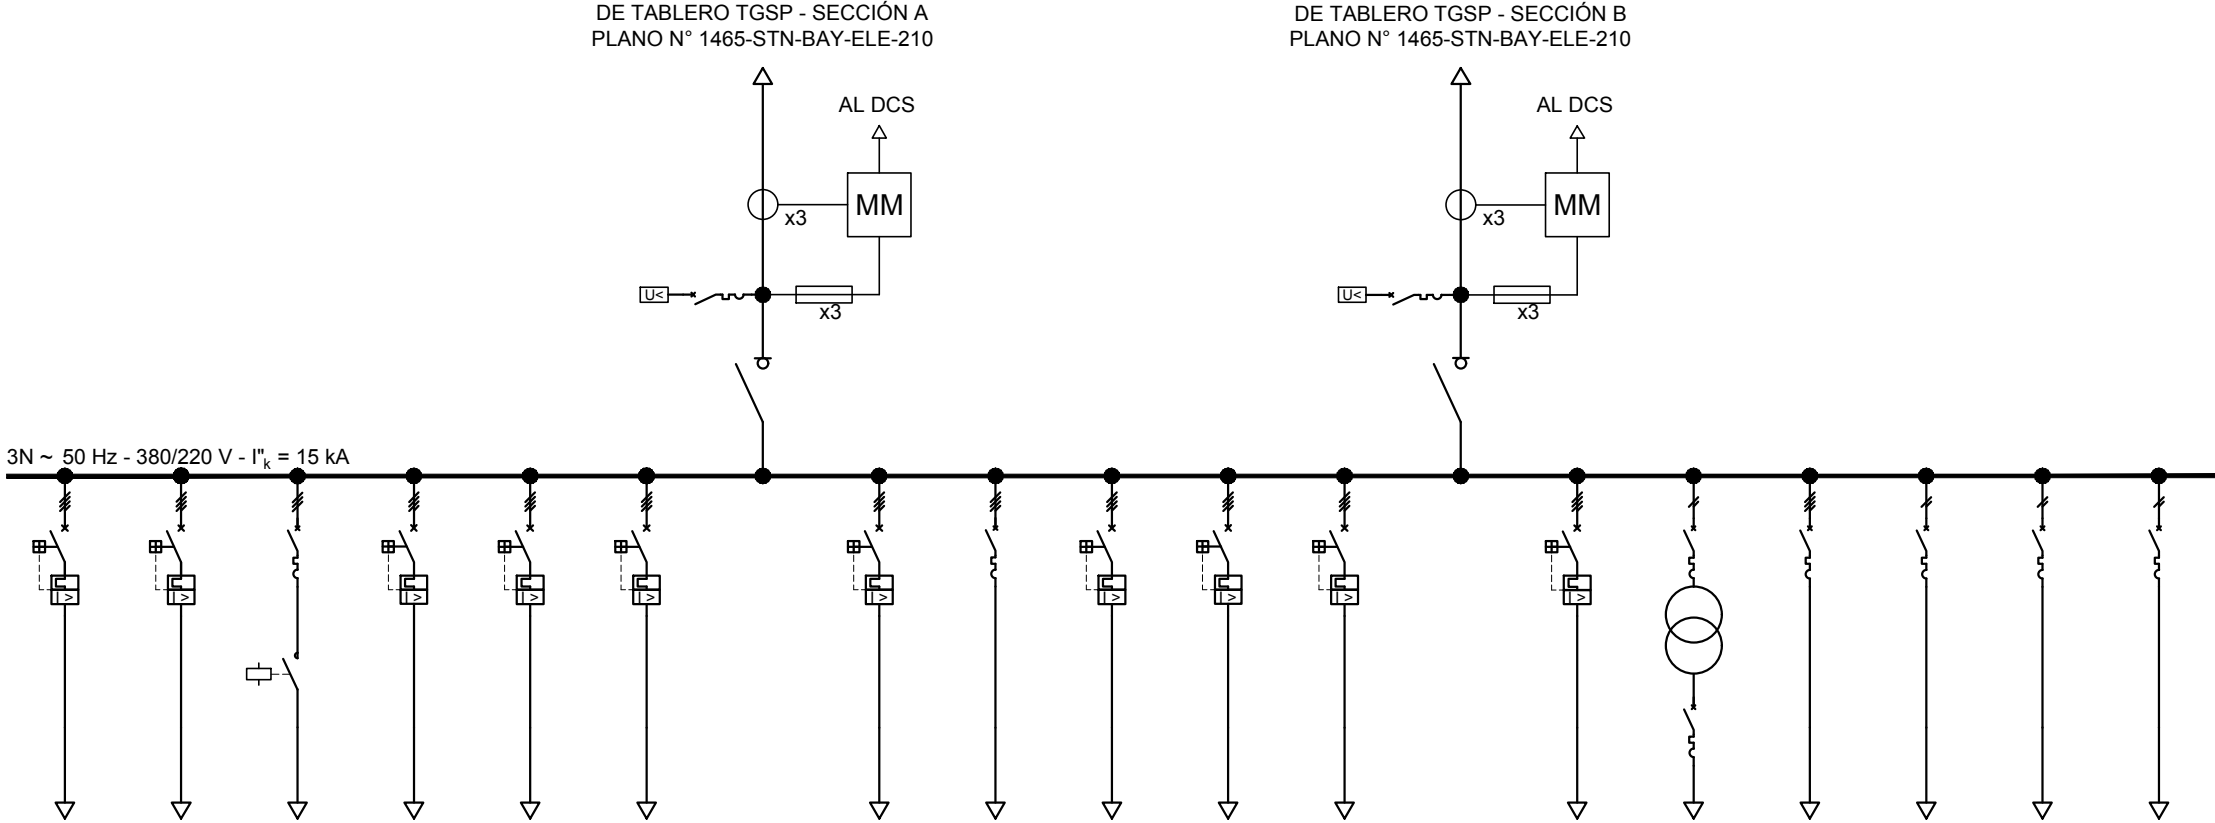 DE TABLERO TGSP - SECCIÓN A
PLANO N° 1465-STN-BAY-ELE-210
DE TABLERO TGSP - SECCIÓN B
PLANO N° 1465-STN-BAY-ELE-210
AL DCS
AL DCS
MM
x3
MM
x3
U<
x3
U<
x3
3N ~ 50 Hz - 380/220 V - I"k = 15 kA
I >
I >
I >
I >
I >
I >
I >
I >
I >
I >